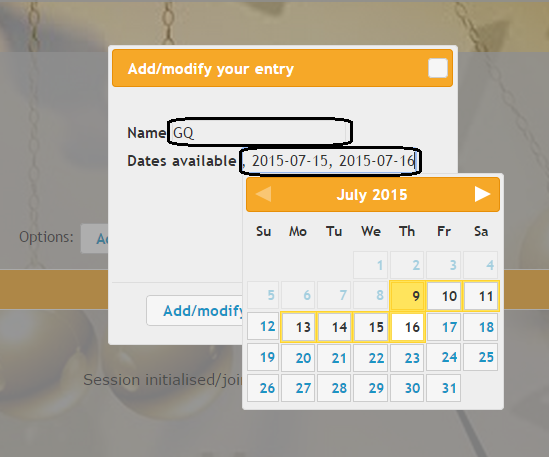 Add/modify your entry
Name GQ
Dates available , 2015-07-15, 2015-07-16
July 2015
Su Mo Tu We Th Fr Sa
1 2 3 4
Options:
5 6 7 8 9 10 11
Add/modify 12 13 14 15 16 17 18
19 20 21 22 23 24 25
Session initialised/joi
26 27 28 29 30 31